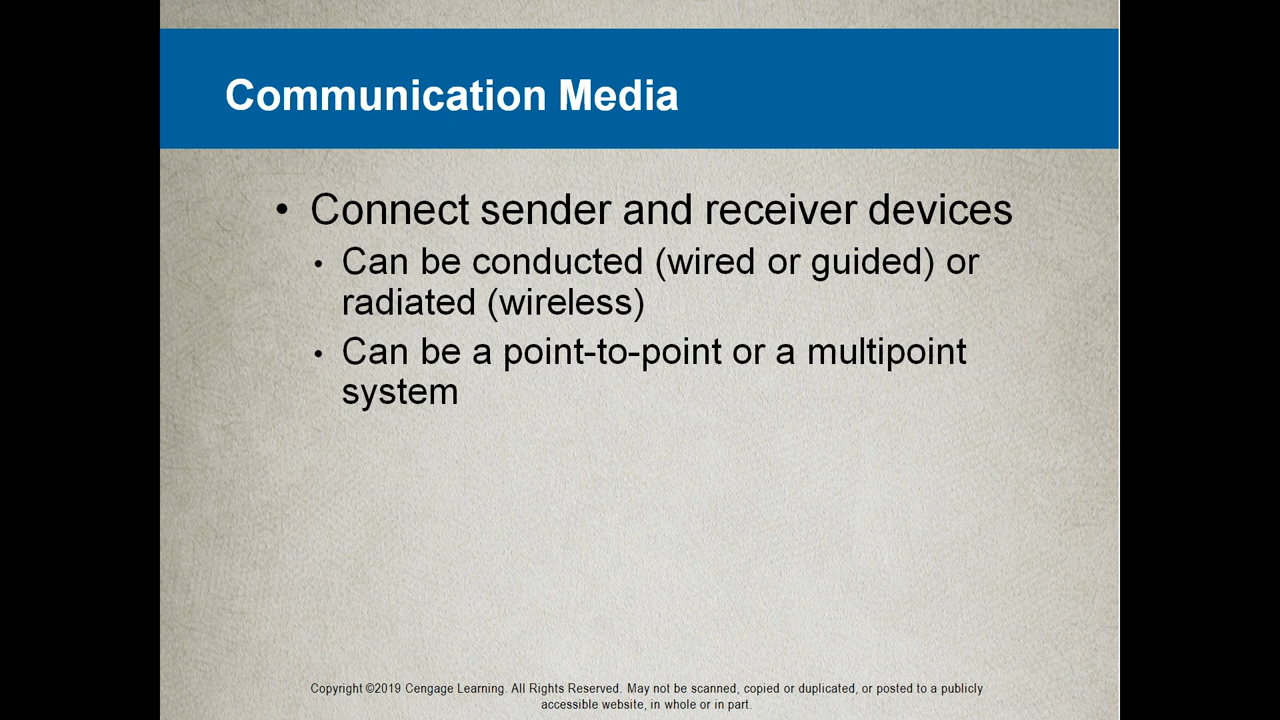 Communication Media
• Connect sender and receiver devices
• Can be conducted (wired or guided) or
radiated (wireless)
• Can be a point-to-point or a multipoint
system
Copyright ©2019 Cengage Learning. All Rights Reserved. May not be scanned, copied or duplicated, or posted to a publicly
accessible website, in whole or in part.